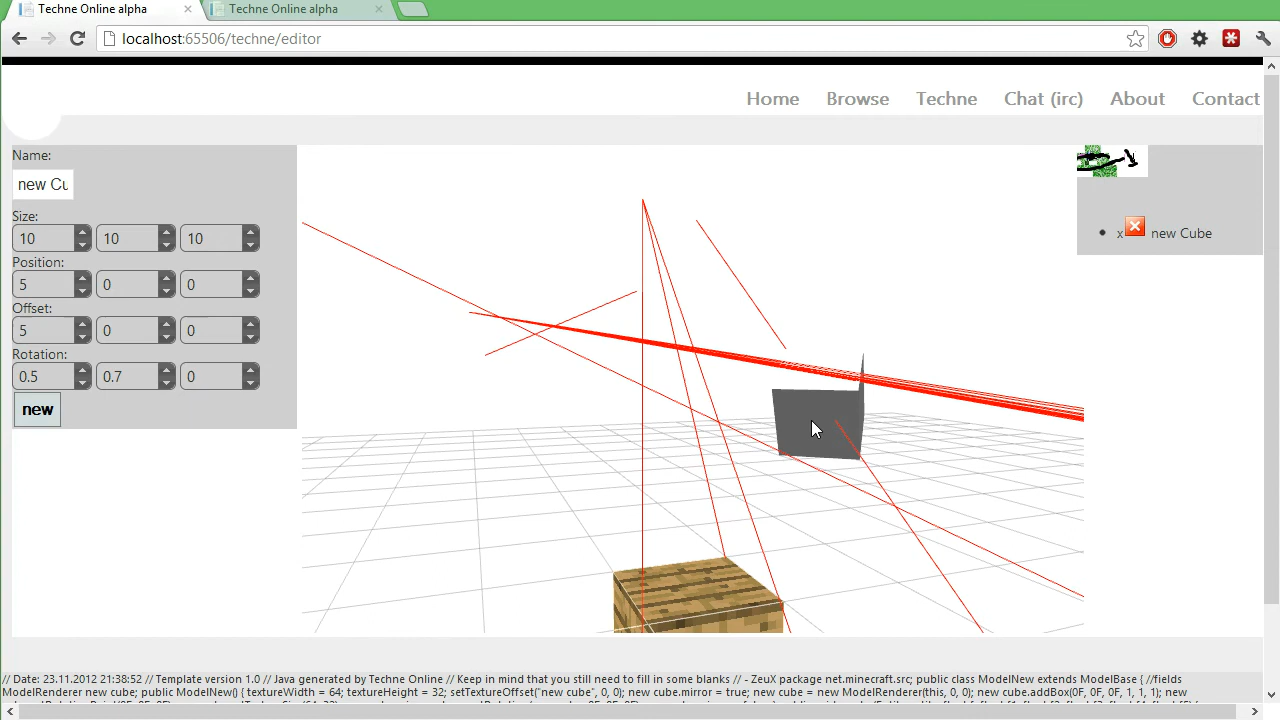 Techne Online alpha
Techne Online alpha
localhost:65506/techne/editor
Home Browse Techne Chat (irc) About Contact
Name:
new Cu
Size:
10 10 10
Position:
5 0 0
Offset:
5 0 0
Rotation:
0.5 0.7 0
new
x new Cube
// Date: 23.11.2012 21:38:52 // Template version 1.0 // Java generated by Techne Online // Keep in mind that you still need to fill in some blanks // - ZeuX package net.minecraft.src; public class ModelNew extends ModelBase { //fields
ModelRenderer new cube; public ModelNew() { textureWidth = 64; textureHeight = 32; setTextureOffset("new cube", 0, 0); new cube.mirror = true; new cube = new ModelRenderer(this, 0, 0); new cube.addBox(0F, 0F, 0F, 1, 1, 1); new